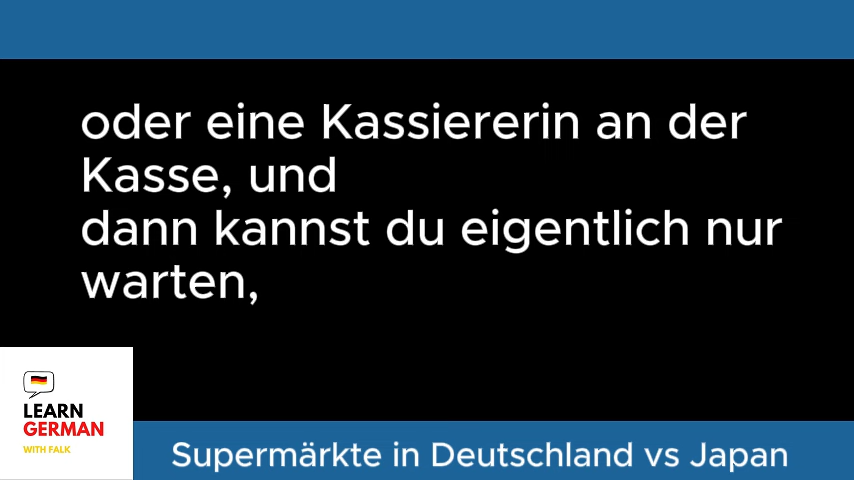 oder eine Kassiererin an der
Kasse, und
dann kannst du eigentlich nur
warten,
LEARN
GERMAN
WITH FALK
Supermärkte in Deutschland vs Japan